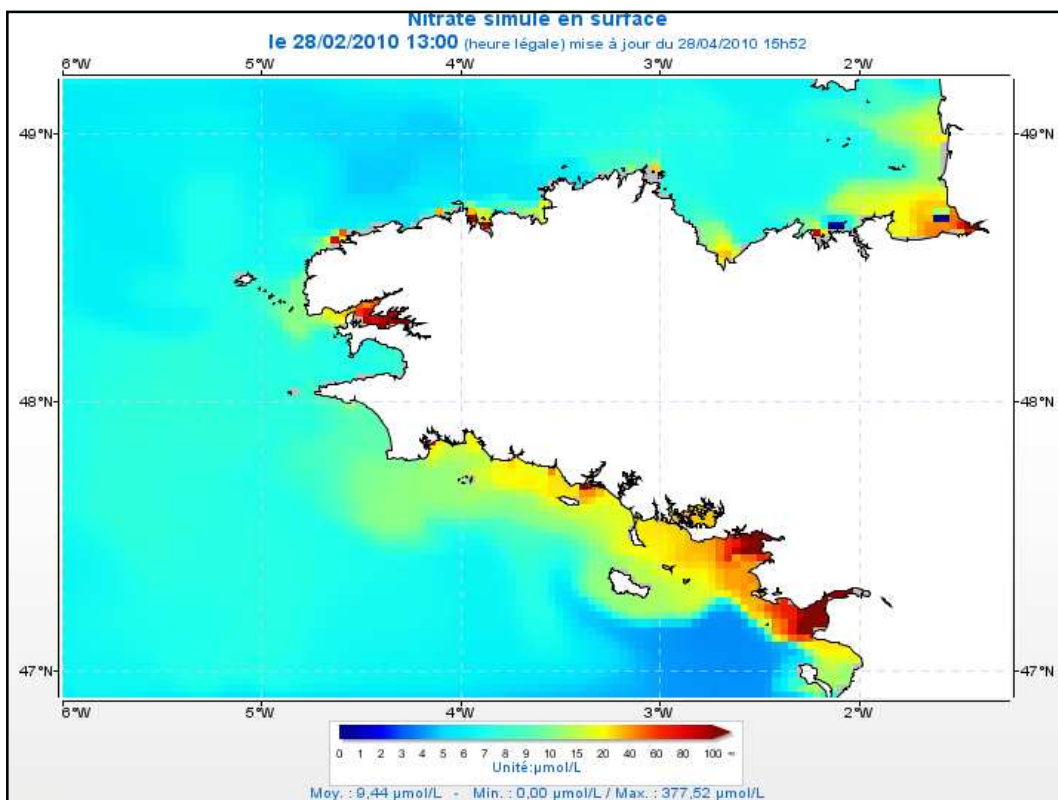 Nitrate simulé en surface
le 28/02/2010 13:00 (heure légale) mise à jour du 28/04/2010 15h52
6°W 5°W 4°W 3°W 2°W
49°N 49°N
48°N 48°N
47°N 47°N
6°W 5°W 4°W 3°W 2°W
0 1 2 3 4 5 6 7 8 9 10 15 20 40 60 80 100 ∞
Unité:µmol/L
Moy. : 9,44 µmol/L - Min. : 0,00 µmol/L / Max. : 377,52 µmol/L